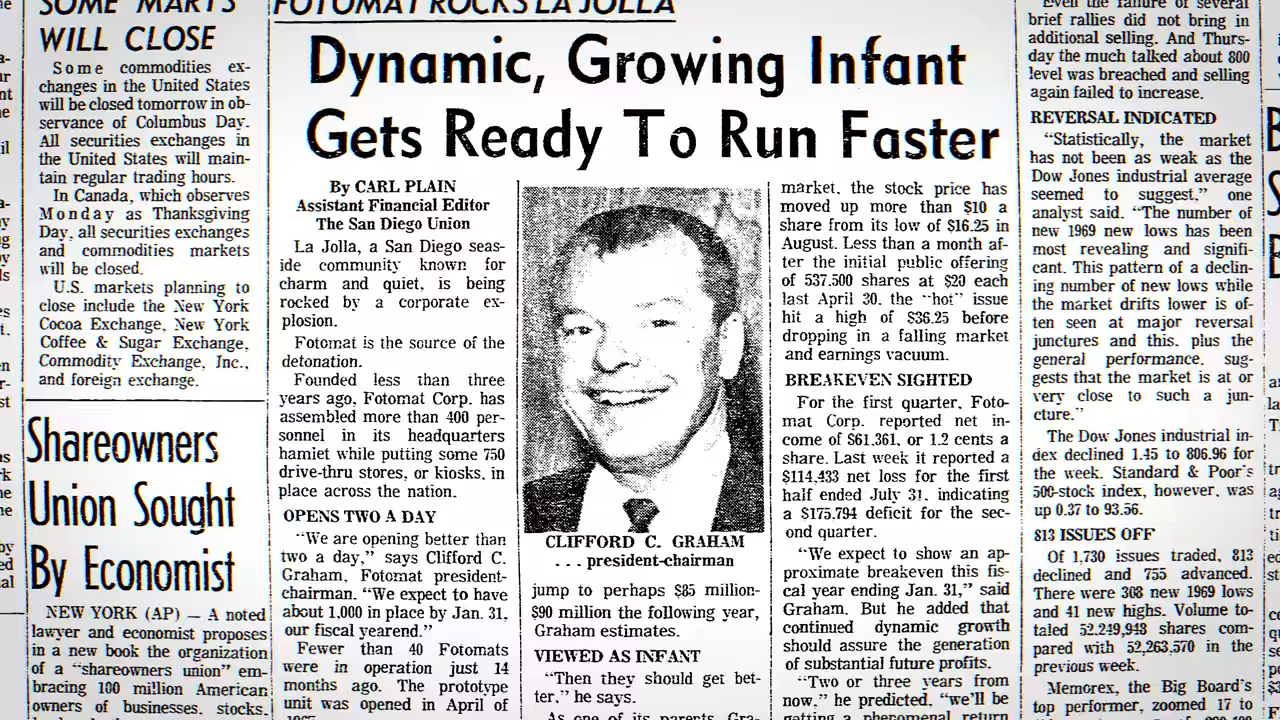 SOME MARTS
WILL CLOSE
Some commodities ex-
changes in the United States
will be closed tomorrow in ob-
servance of Columbus Day.
All securities exchanges in
the United States will main-
tain regular trading hours.
In Canada, which observes
Monday as Thanksgiving
Day, all securities exchanges
and commodities markets
will be closed.
U.S. markets planning to
close include the New York
Cocoa Exchange, New York
Coffee & Sugar Exchange,
Commodity Exchange, Inc.,
and foreign exchange.
Shareowners
Union Sought
By Economist
NEW YORK (AP) — A noted
lawyer and economist proposes
in a new book the organization
of a "shareowners union" em-
bracing 100 million American
owners of businesses, stocks,
FOTOMAT ROCKS LA JOLLA
Dynamic, Growing Infant
Gets Ready To Run Faster
By CARL PLAIN
Assistant Financial Editor
The San Diego Union
La Jolla, a San Diego seas-
ide community known for
charm and quiet, is being
rocked by a corporate ex-
plosion.
Fotomat is the source of the
detonation.
Founded less than three
years ago, Fotomat Corp. has
assembled more than 400 per-
sonnel in its headquarters
hamlet while putting some 750
drive-thru stores, or kiosks, in
place across the nation.
OPENS TWO A DAY
"We are opening better than
two a day," says Clifford C.
Graham, Fotomat president-
chairman. "We expect to have
about 1,000 in place by Jan. 31,
our fiscal yearend."
Fewer than 40 Fotomats
were in operation just 14
months ago. The prototype
unit was opened in April of
1967
CLIFFORD C. GRAHAM
. . . president-chairman
jump to perhaps $85 million-
$90 million the following year,
Graham estimates.
VIEWED AS INFANT
"Then they should get bet-
ter," he says.
As one of its parents, Gra-
market, the stock price has
moved up more than $10 a
share from its low of $16.25 in
August. Less than a month af-
ter the initial public offering
of 537,500 shares at $20 each
last April 30, the "hot" issue
hit a high of $36.25 before
dropping in a falling market
and earnings vacuum.
BREAKEVEN SIGHTED
For the first quarter, Foto-
mat Corp. reported net in-
come of $61,361, or 1.2 cents a
share. Last week it reported a
$114,433 net loss for the first
half ended July 31, indicating
a $175,794 deficit for the sec-
ond quarter.
"We expect to show an ap-
proximate breakeven this fis-
cal year ending Jan. 31," said
Graham. But he added that
continued dynamic growth
should assure the generation
of substantial future profits.
"Two or three years from
now," he predicted, "we'll be
getting a phenomenal return
Even the failure of several
brief rallies did not bring in
additional selling. And Thurs-
day the much talked about 800
level was breached and selling
again failed to increase.
REVERSAL INDICATED
"Statistically, the market
has not been as weak as the
Dow Jones industrial average
seemed to suggest," one
analyst said. "The number of
new 1969 new lows has been
most revealing and signifi-
cant. This pattern of a declin-
ing number of new lows while
the market drifts lower is of-
ten seen at major reversal
junctures and this, plus the
general performance, sug-
gests that the market is at or
very close to such a junc-
cture."
The Dow Jones industrial in-
dex declined 1.45 to 806.96 for
the week. Standard & Poor's
500-stock index, however, was
up 0.37 to 93.56.
813 ISSUES OFF
Of 1,730 issues traded, 813
declined and 755 advanced.
There were 308 new 1969 lows
and 41 new highs. Volume to-
taled 52,249,948 shares com-
pared with 52,263,570 in the
previous week.
Memorex, the Big Board's
top performer, zoomed 17 to